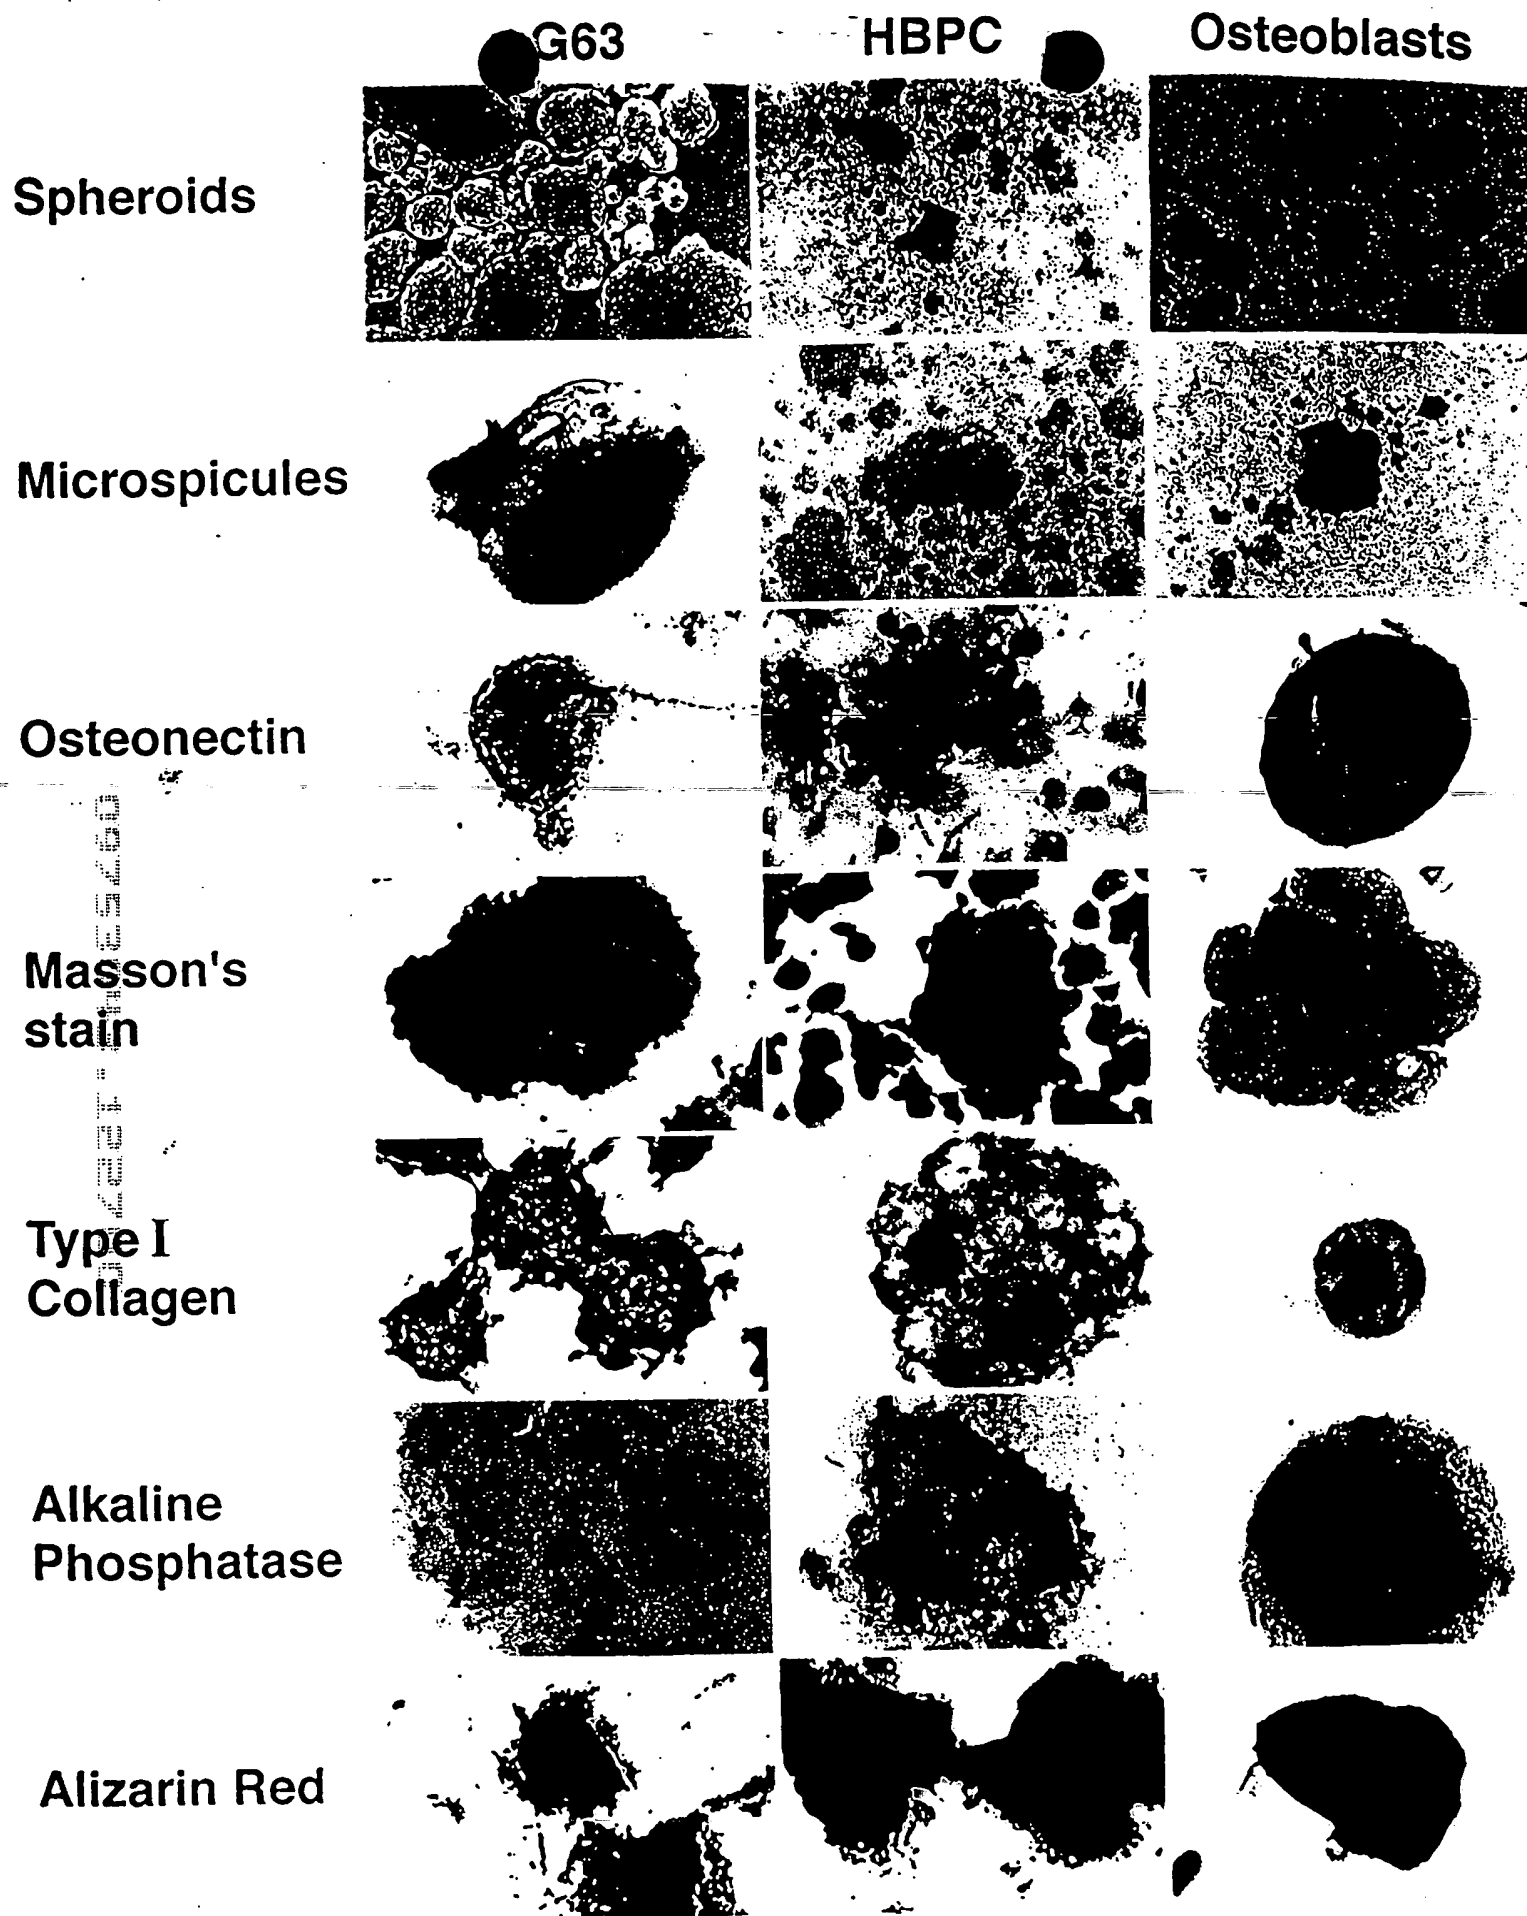 G63 HBPC Osteoblasts
Spheroids
Microspicules
Osteonectin
Masson's
stain
Type I
Collagen
Alkaline
Phosphatase
Alizarin Red